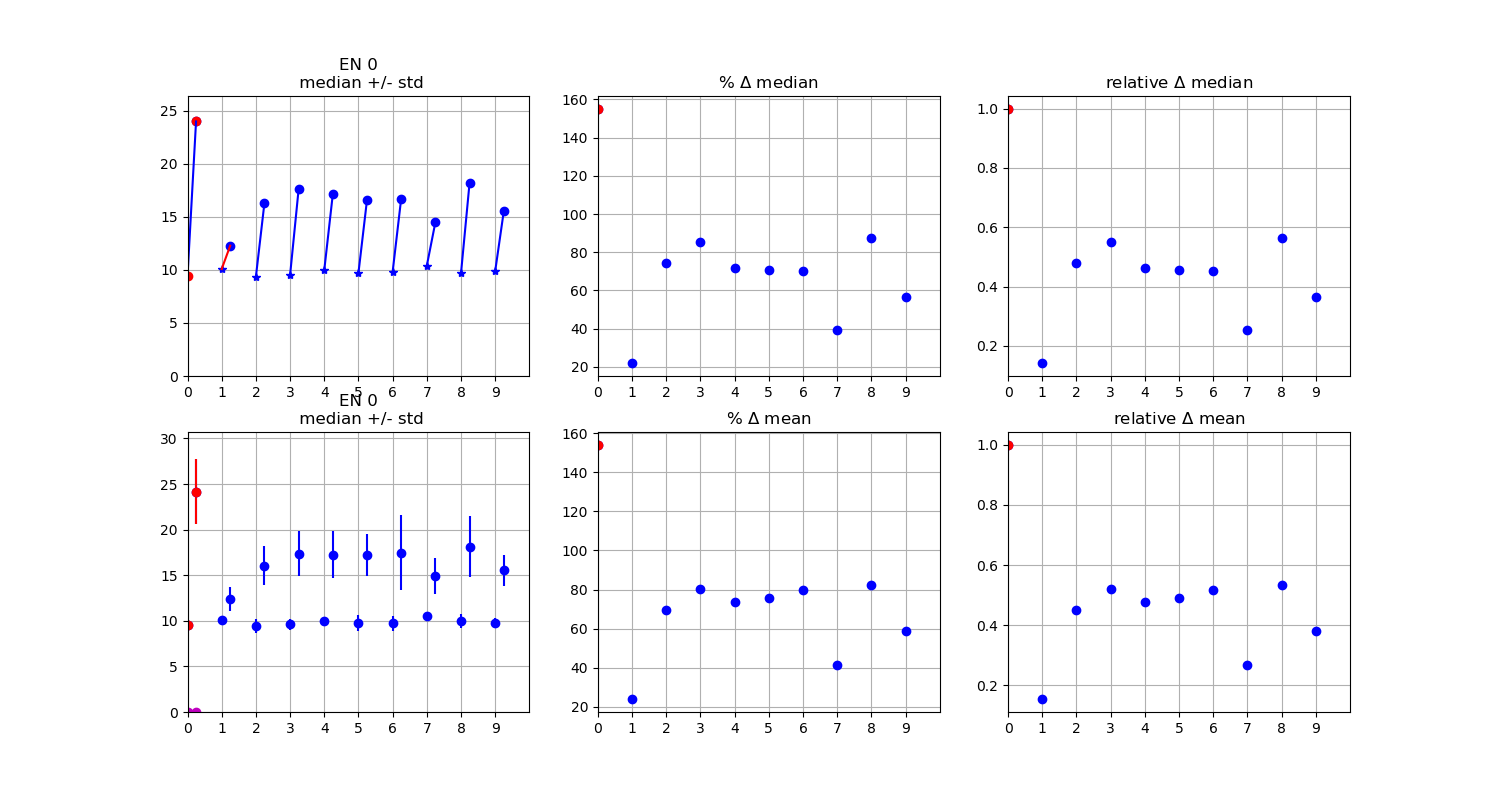 EN 0
median +/- std
25
20
15
10
5
0
0 1 2 3 4 5 6 7 8 9
% Δ median
160
140
120
100
80
60
40
20
0 1 2 3 4 5 6 7 8 9
relative Δ median
1.0
0.8
0.6
0.4
0.2
0 1 2 3 4 5 6 7 8 9
EN 0
median +/- std
30
25
20
15
10
5
0
0 1 2 3 4 5 6 7 8 9
% Δ mean
160
140
120
100
80
60
40
20
0 1 2 3 4 5 6 7 8 9
relative Δ mean
1.0
0.8
0.6
0.4
0.2
0 1 2 3 4 5 6 7 8 9